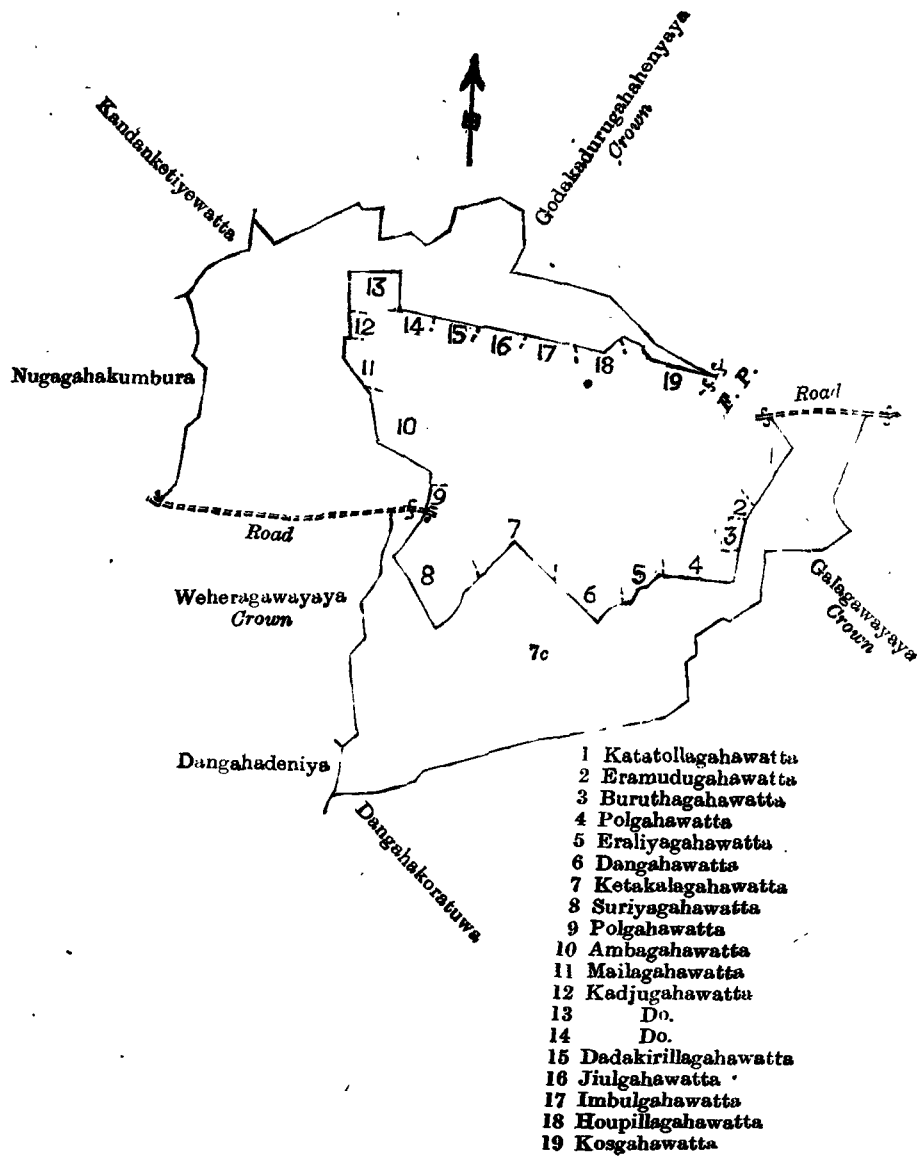 Kandanketiyewatta
Godakadurugahahenyaya
Crown
13
12
14
15
16
17
18
19
F. P.
Road
Nugagahakumbura
11
10
1
9
2
3
Road
7
8
6
5
4
Weheragawayaya
Crown
Galagawayaya
Crown
7c
Dangahadeniya
Dangahakoratuwa
1 Katatollagahawatta
2 Eramudugahawatta
3 Buruthagahawatta
4 Polgahawatta
5 Eraliyagahawatta
6 Dangahawatta
7 Ketakalagahawatta
8 Suriyagahawatta
9 Polgahawatta
10 Ambagahawatta
11 Mailagahawatta
12 Kadjugahawatta
13 Do.
14 Do.
15 Dadakirillagahawatta
16 Jiulgahawatta
17 Imbulgahawatta
18 Houpillagahawatta
19 Kosgahawatta